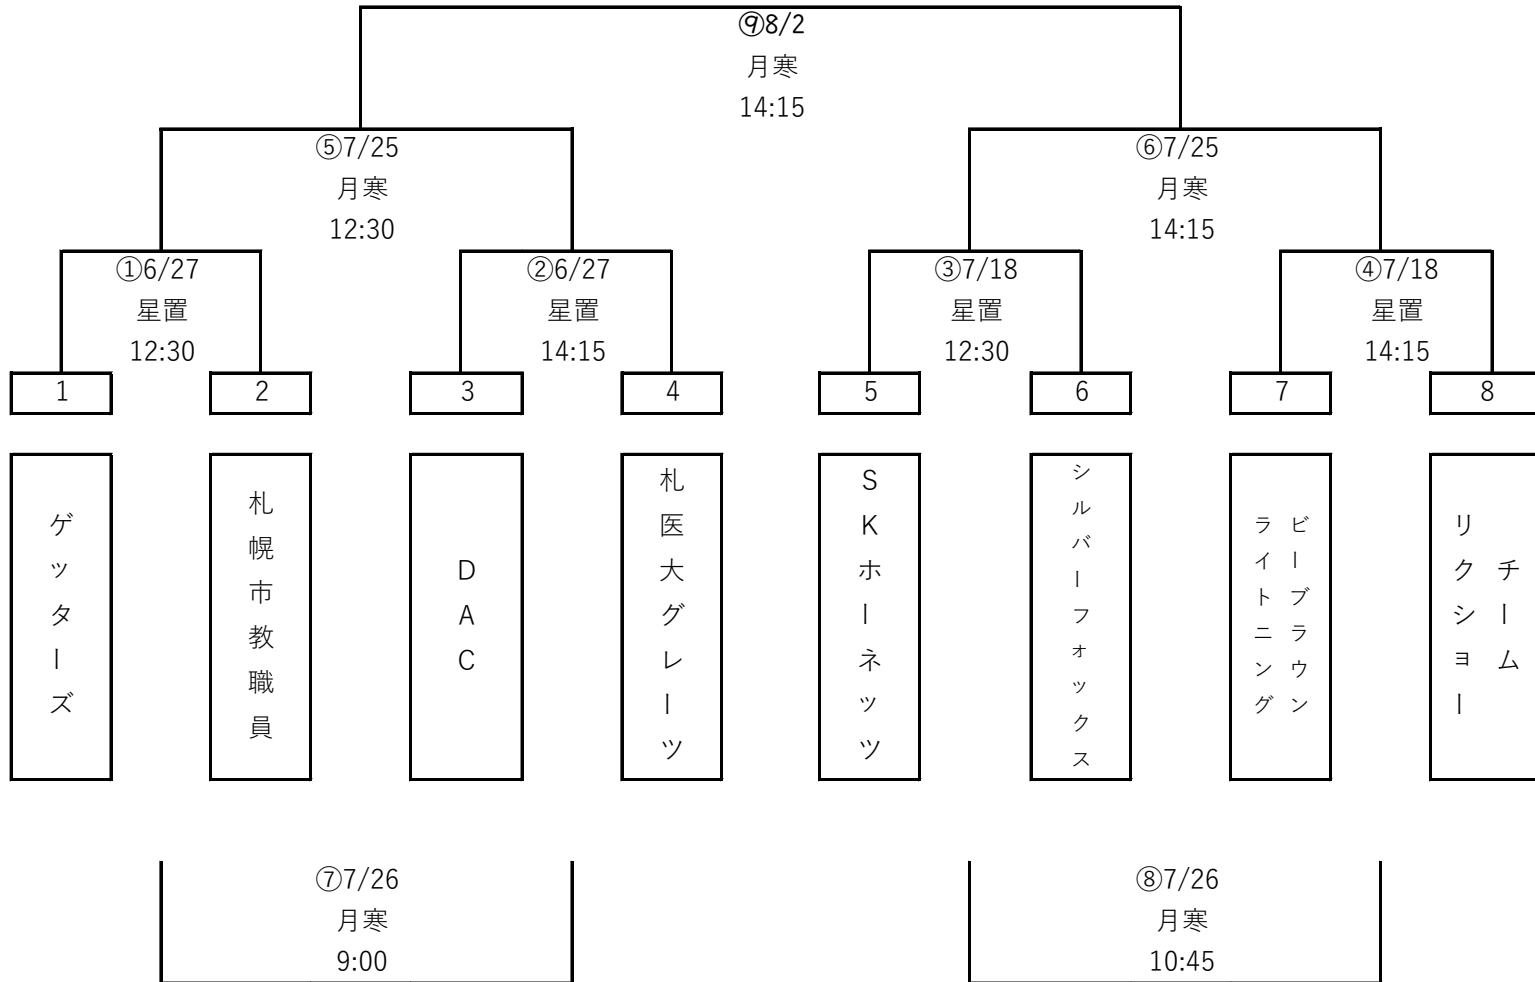 ⑨8/2
月寒
14:15
⑤7/25
月寒
12:30
⑥7/25
月寒
14:15
①6/27
星置
12:30
②6/27
星置
14:15
③7/18
星置
12:30
④7/18
星置
14:15
1
2
3
4
5
6
7
8
ゲッターズ
札幌市教職員
DAC
札医大グレーツ
SKホーネッツ
シルバーフォックス
ビーブラウン
ライトニング
チーム
リクショー
⑦7/26
月寒
9:00
⑧7/26
月寒
10:45